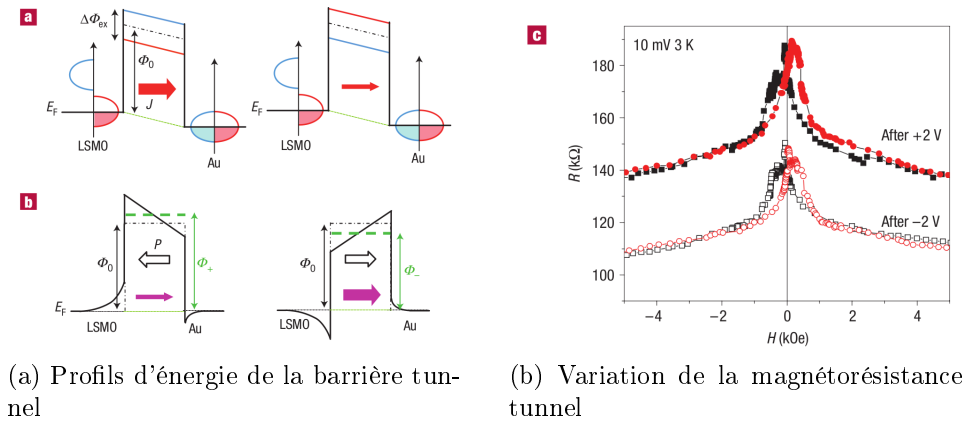 a
ΔΦex
Φ0
EF
J
LSMO
Au
LSMO
Au
b
P
Φ0
Φ+
EF
LSMO
Au
Φ0
Φ−
LSMO
Au
c
10 mV 3 K
180
160
140
120
100
R (kΩ)
After +2 V
After −2 V
−4
−2
0
2
4
H (kOe)
(a) Profils d'énergie de la barrière tun-
nel
(b) Variation de la magnétorésistance
tunnel